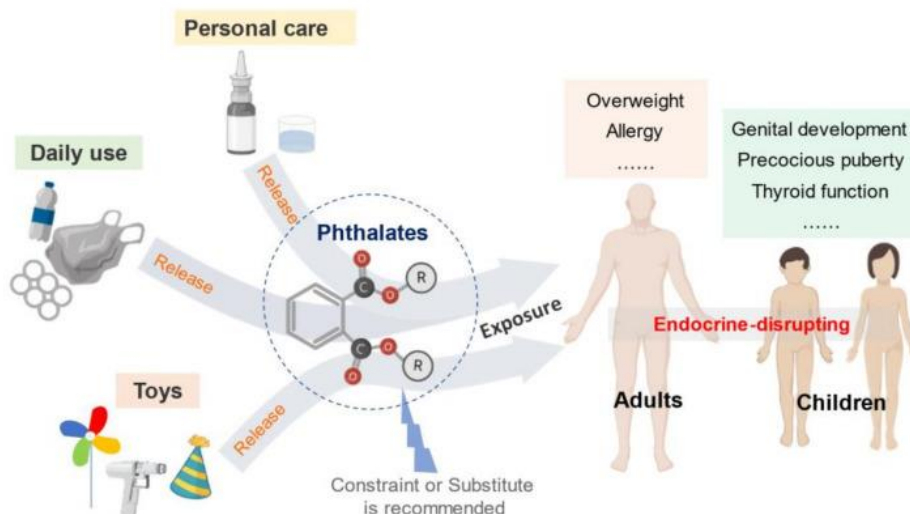 Personal care
Daily use
Release
Release
Phthalates
O
C
O
R
C
O
R
O
Exposure
Toys
Release
Constraint or Substitute
is recommended
Overweight
Allergy
......
Genital development
Precocious puberty
Thyroid function
......
Endocrine-disrupting
Adults
Children